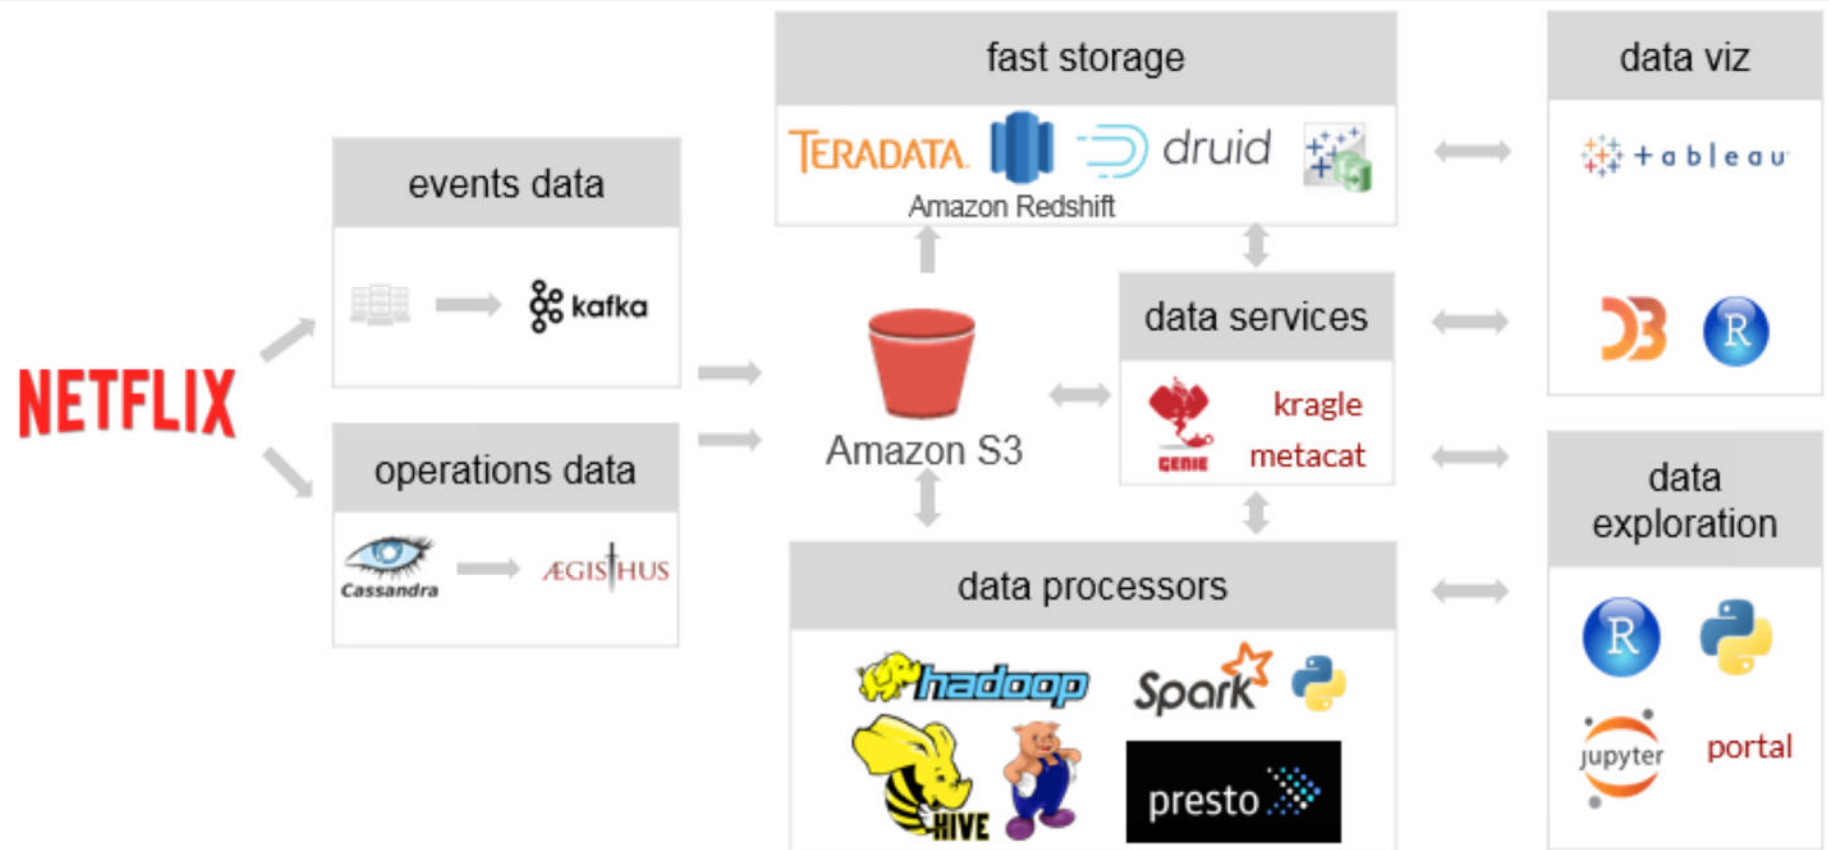 NETFLIX
events data
kafka
operations data
Cassandra
ÆGISTHUS
fast storage
TERADATA.
druid
Amazon Redshift
Amazon S3
data services
GENIE
kragle
metacat
data processors
hadoop
Spark
HIVE
presto
data viz
+ a b l e a u
D3
R
data
exploration
R
jupyter
portal